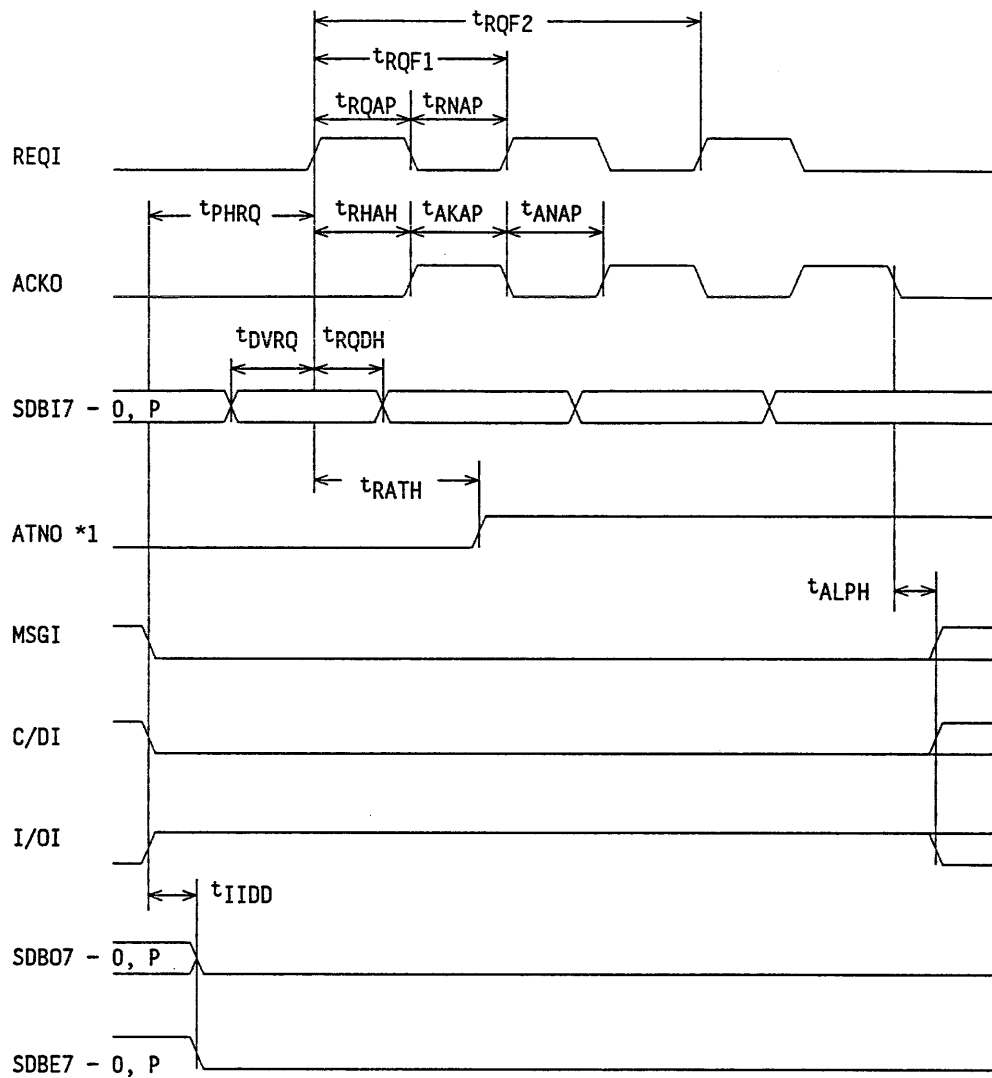 tRQF2
tRQF1
tRQAP tRNAP
REQI
tPHRQ tRHAH tAKAP tANAP
ACKO
tDVRQ tRQDH
SDBI7 - 0, P
tRATH
ATNO *1
tALPH
MSGI
C/DI
I/OI
tIIDD
SDBO7 - 0, P
SDBE7 - 0, P